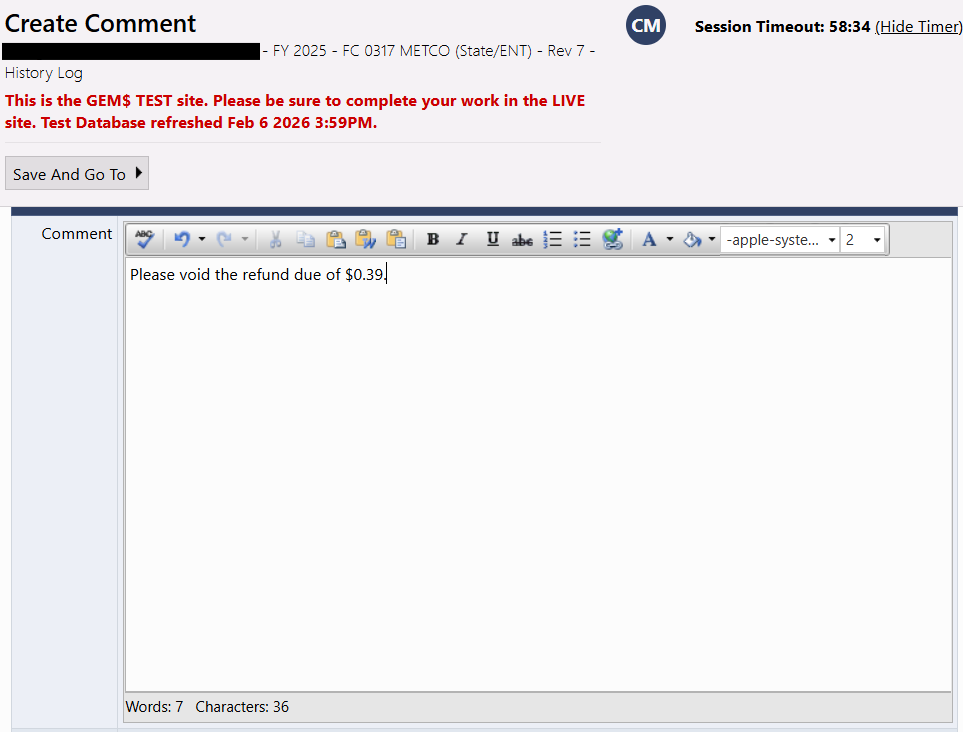 Create Comment
CM
Session Timeout: 58:34 (Hide Timer)
- FY 2025 - FC 0317 METCO (State/ENT) - Rev 7 -
History Log
This is the GEM$ TEST site. Please be sure to complete your work in the LIVE
site. Test Database refreshed Feb 6 2026 3:59PM.
Save And Go To
Comment
ABC
B I U abc
A
-apple-syste...
2
Please void the refund due of $0.39.
Words: 7 Characters: 36